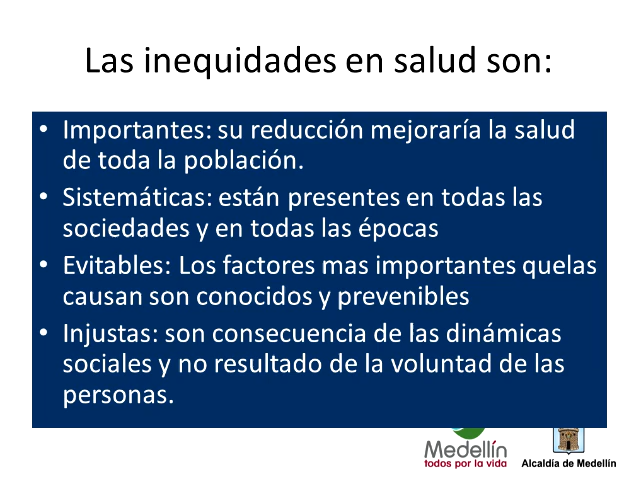 Las inequidades en salud son:
• Importantes: su reducción mejoraría la salud
de toda la población.
• Sistemáticas: están presentes en todas las
sociedades y en todas las épocas
• Evitables: Los factores mas importantes quelas
causan son conocidos y prevenibles
• Injustas: son consecuencia de las dinámicas
sociales y no resultado de la voluntad de las
personas.
Medellín
todos por la vida
Alcaldía de Medellín